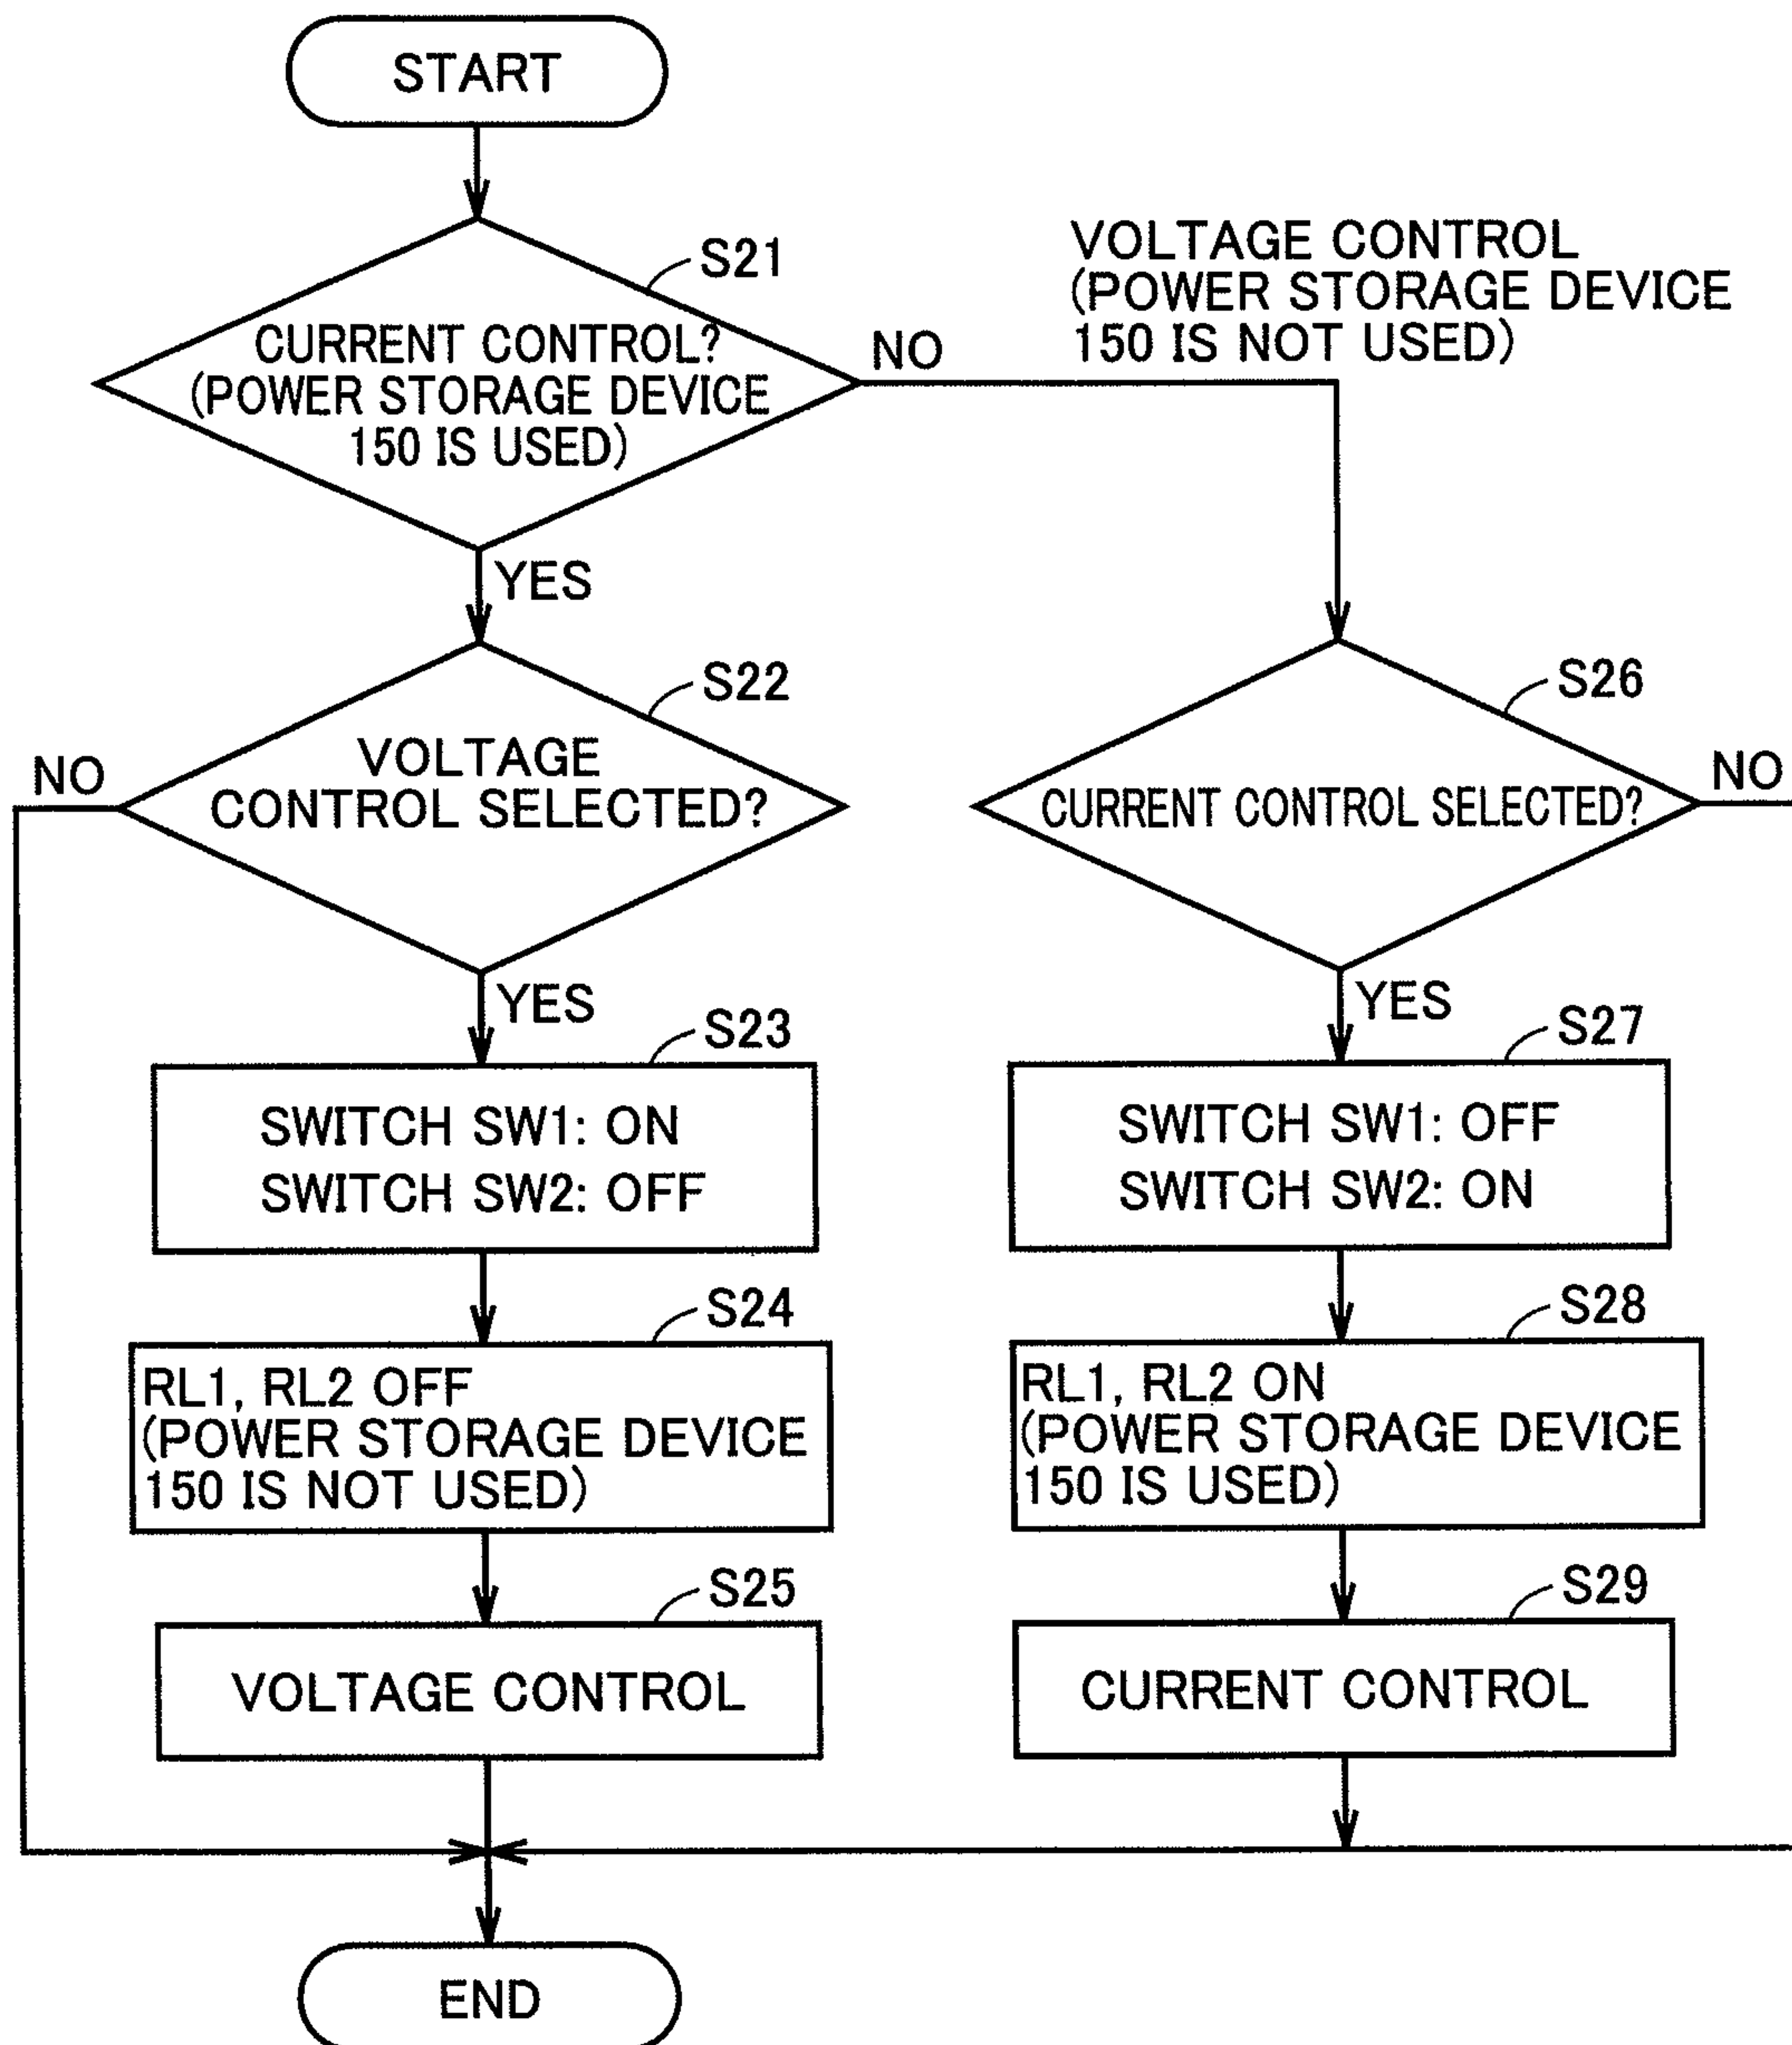 START
S21
CURRENT CONTROL?
(POWER STORAGE DEVICE
150 IS USED)
NO
VOLTAGE CONTROL
(POWER STORAGE DEVICE
150 IS NOT USED)
YES
S22
VOLTAGE
CONTROL SELECTED?
NO
S26
CURRENT CONTROL SELECTED?
NO
YES
S23
SWITCH SW1: ON
SWITCH SW2: OFF
YES
S27
SWITCH SW1: OFF
SWITCH SW2: ON
S24
RL1, RL2 OFF
(POWER STORAGE DEVICE
150 IS NOT USED)
S28
RL1, RL2 ON
(POWER STORAGE DEVICE
150 IS USED)
S25
VOLTAGE CONTROL
S29
CURRENT CONTROL
END